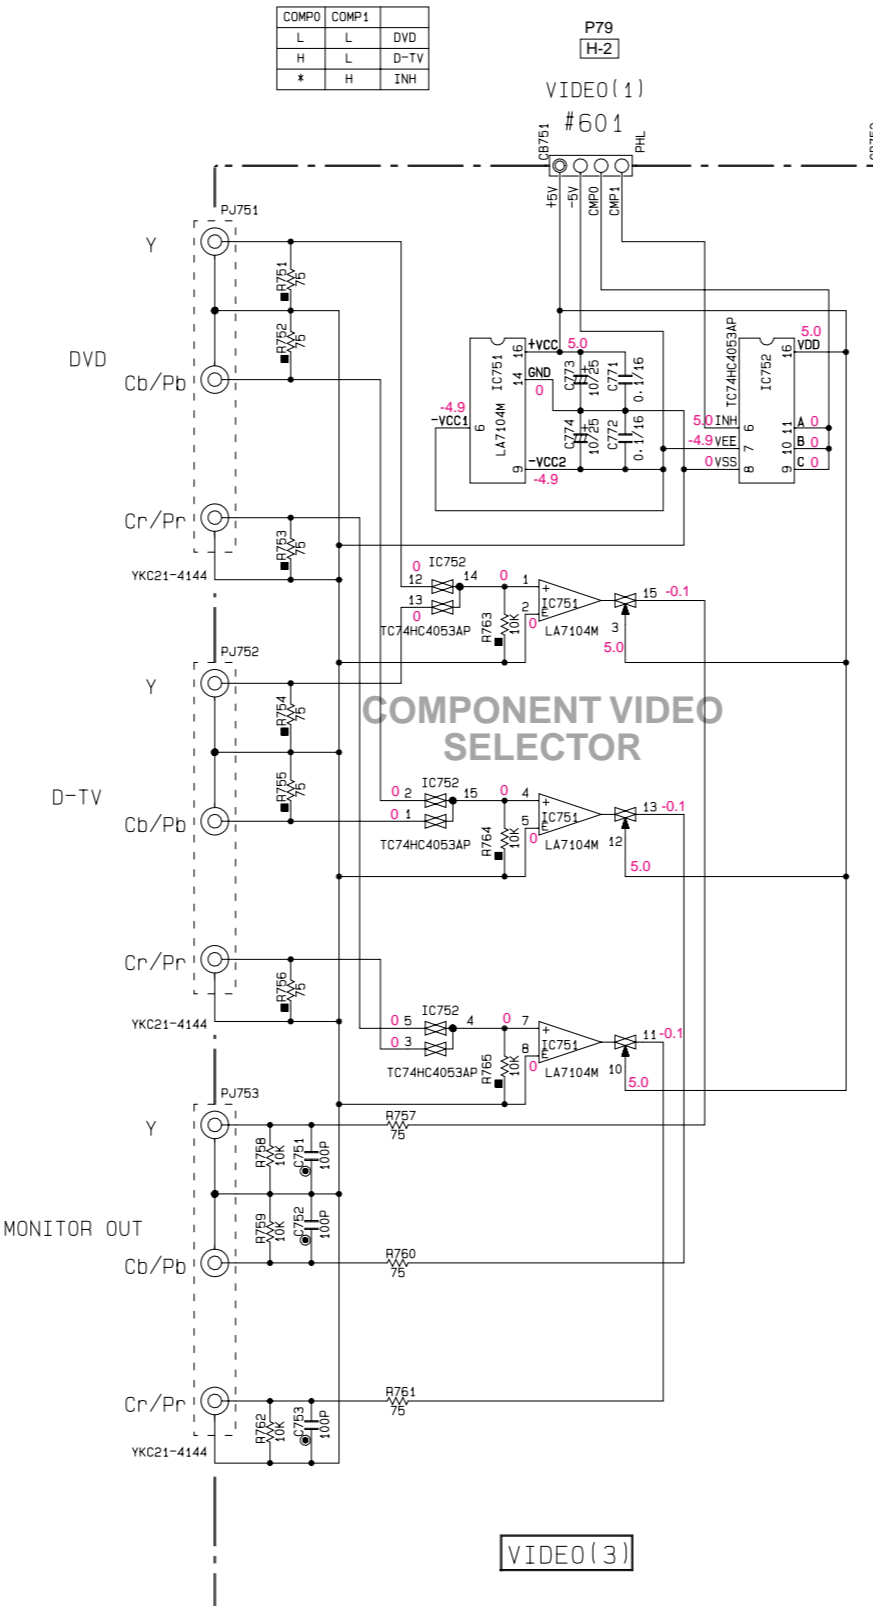 COMP0 COMP1
L L DVD
H L D-TV
* H INH
P79
H-2
VIDEO(1)
#601
CB751
PHL
+5V
-5V
CMP0
CMP1
PJ751
Y
R751
75
R752
75
DVD
Cb/Pb
Cr/Pr
R753
75
YKC21-4144
+VCC
16
5.0
GND
14
0
IC751
LA7104M
-4.9
-VCC1
6
-VCC2
9
-4.9
C773
10/25
C771
0.1/16
C774
10/25
C772
0.1/16
TC74HC4053AP
IC752
5.0
VDD
16
5.0 INH 6
-4.9 VEE 7
0 VSS 8
11 A 0
10 B 0
9 C 0
IC752
0
12
14
13
0
TC74HC4053AP
R763
10K
0
1
+
2
E
0
IC751
LA7104M
15 -0.1
3
5.0
PJ752
Y
R754
75
R755
75
D-TV
Cb/Pb
Cr/Pr
R756
75
YKC21-4144
COMPONENT VIDEO
SELECTOR
IC752
0 2
15
0 1
TC74HC4053AP
R764
10K
0
4
+
5
E
0
IC751
LA7104M
13 -0.1
12
5.0
IC752
0 5
4
0 3
TC74HC4053AP
R765
10K
0
7
+
8
E
0
IC751
LA7104M
11 -0.1
10
5.0
PJ753
Y
R758
10K
C751
100P
R757
75
R759
10K
C752
100P
MONITOR OUT
Cb/Pb
R760
75
Cr/Pr
R761
75
R762
10K
C753
100P
YKC21-4144
VIDEO(3)